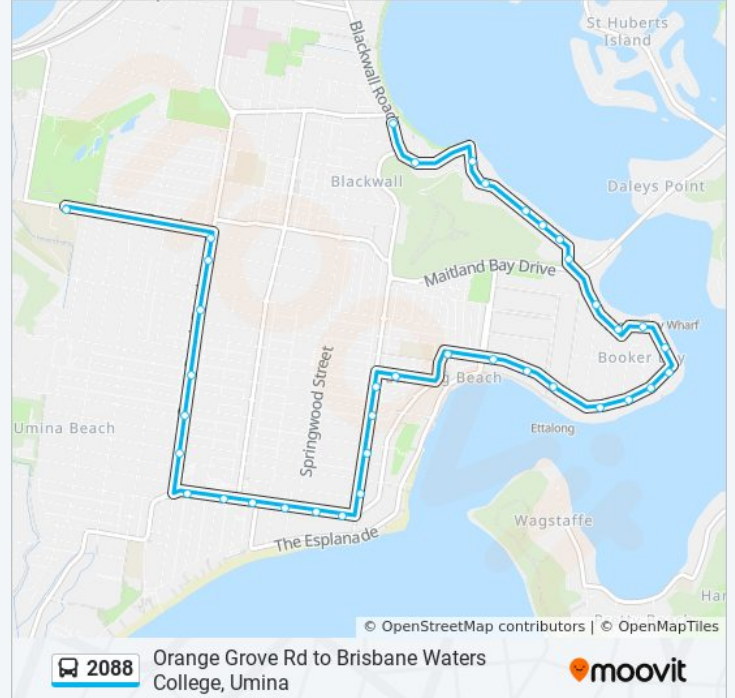 St Huberts
Island
Blackwall Road
Blackwall
Daleys Point
Maitland Bay Drive
Wharf
Booker Bay
Beach
Springwood Street
Umina Beach
Ettalong
Wagstaffe
The Esplanade
© OpenStreetMap contributors | © OpenMapTiles
2088
Orange Grove Rd to Brisbane Waters
College, Umina
moovit